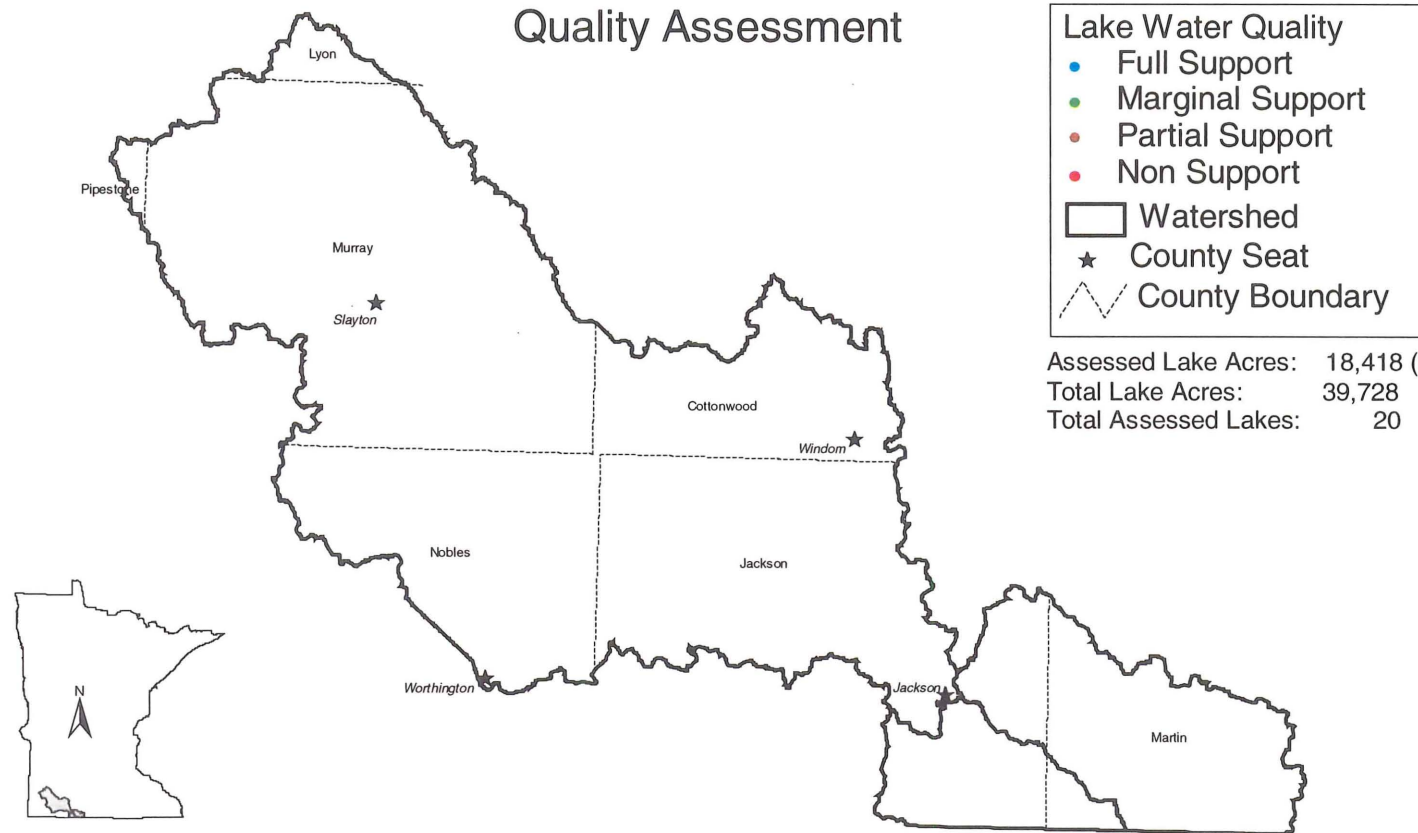 Quality Assessment
Lake Water Quality
Full Support
Marginal Support
Partial Support
Non Support
Watershed
County Seat
County Boundary
Assessed Lake Acres: 18,418 (
Total Lake Acres: 39,728
Total Assessed Lakes: 20
Lyon
Pipestone
Murray
Slayton
Cottonwood
Windom
Nobles
Jackson
Worthington
Jackson
Martin
N